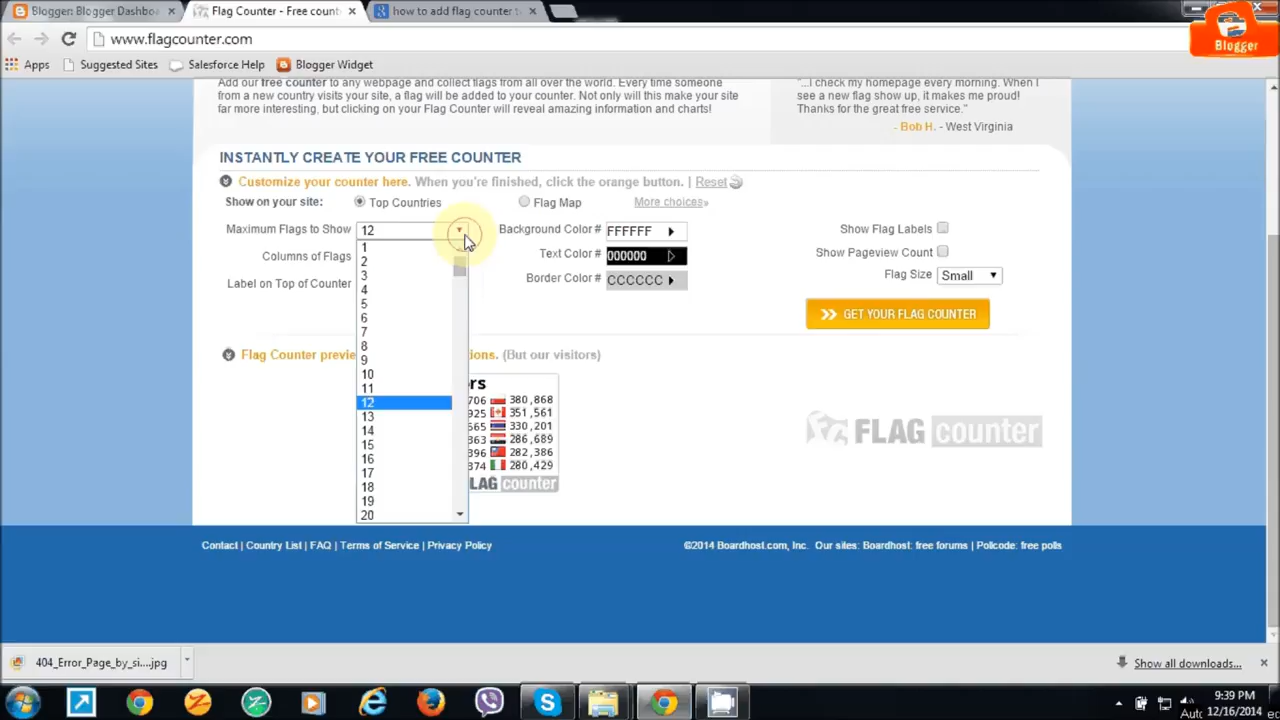 Blogger: Blogger Dashbo
Flag Counter - Free count
how to add flag counter t
www.flagcounter.com
Blogger
Apps
Suggested Sites
Salesforce Help
Blogger Widget
Add our free counter to any webpage and collect flags from all over the world. Every time someone
from a new country visits your site, a flag will be added to your counter. Not only will this make your site
far more interesting, but clicking on your Flag Counter will reveal amazing information and charts!
"...I check my homepage every morning. When I
see a new flag show up, it makes me proud!
Thanks for the great free service."
- Bob H. - West Virginia
INSTANTLY CREATE YOUR FREE COUNTER
Customize your counter here. When you're finished, click the orange button. | Reset
Show on your site:
Top Countries
Flag Map
More choices»
Maximum Flags to Show
12
Background Color #
FFFFFF
Show Flag Labels
Columns of Flags
Text Color #
000000
Show Pageview Count
Label on Top of Counter
Border Color #
CCCCCC
Flag Size
Small
GET YOUR FLAG COUNTER
1
2
3
4
5
6
7
8
9
10
11
12
13
14
15
16
17
18
19
20
Flag Counter previe
tions. (But our visitors)
rs
706 380,868
925 351,561
665 330,201
363 286,689
396 282,386
374 280,429
LAG counter
FLAG counter
Contact | Country List | FAQ | Terms of Service | Privacy Policy
©2014 Boardhost.com, Inc. Our sites: Boardhost: free forums | Pollcode: free polls
404_Error_Page_by_si....jpg
Show all downloads...
9:39 PM
12/16/2014